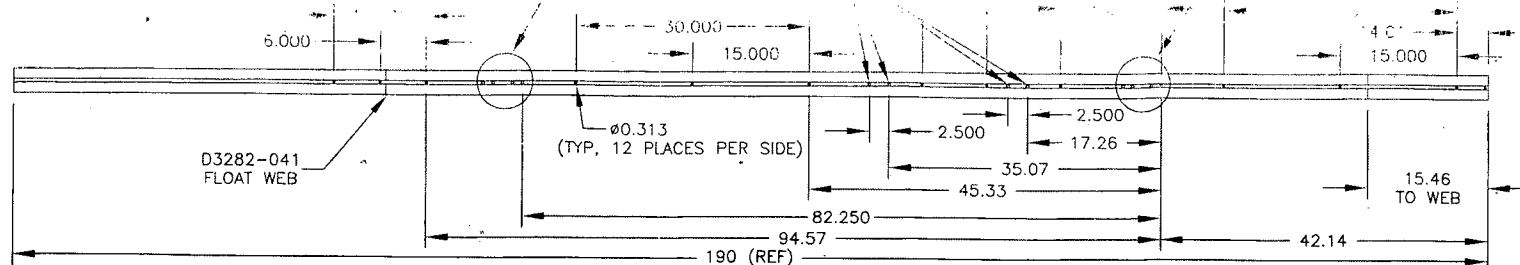 30.000
6.000
15.000
15.000
Ø0.313
(TYP, 12 PLACES PER SIDE)
2.500
2.500
17.26
D3282-041
FLOAT WEB
35.07
15.46
TO WEB
45.33
82.250
94.57
42.14
190 (REF)